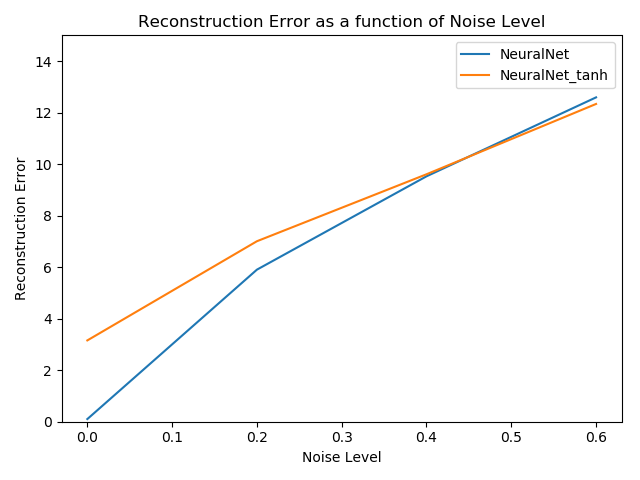 Reconstruction Error as a function of Noise Level
NeuralNet
NeuralNet_tanh
14
12
10
8
6
4
2
0
Reconstruction Error
0.0 0.1 0.2 0.3 0.4 0.5 0.6
Noise Level